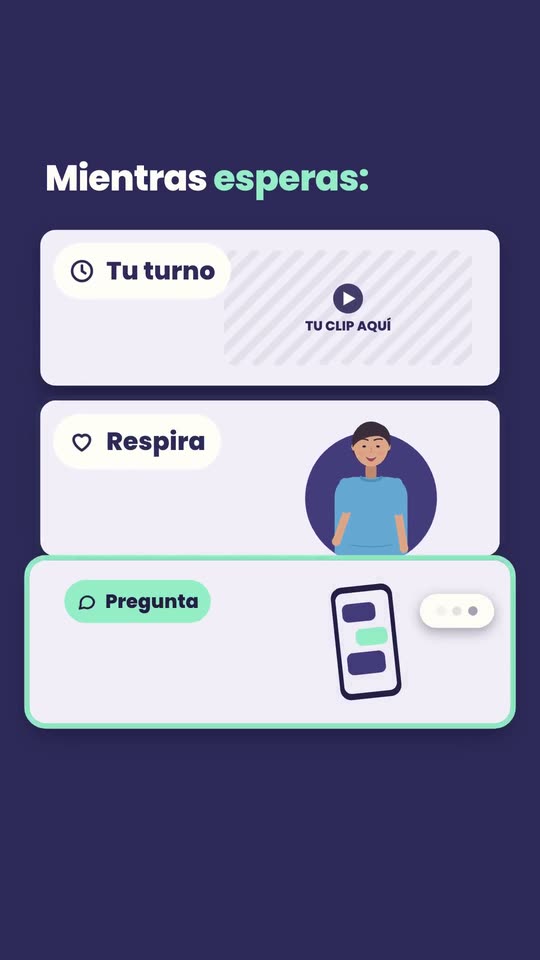 Mientras esperas:
Tu turno
TU CLIP AQUÍ
Respira
Pregunta